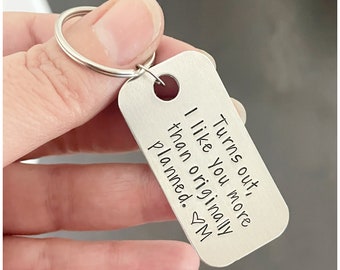 Turns out,
I like you more
than originally
planned. ♡M